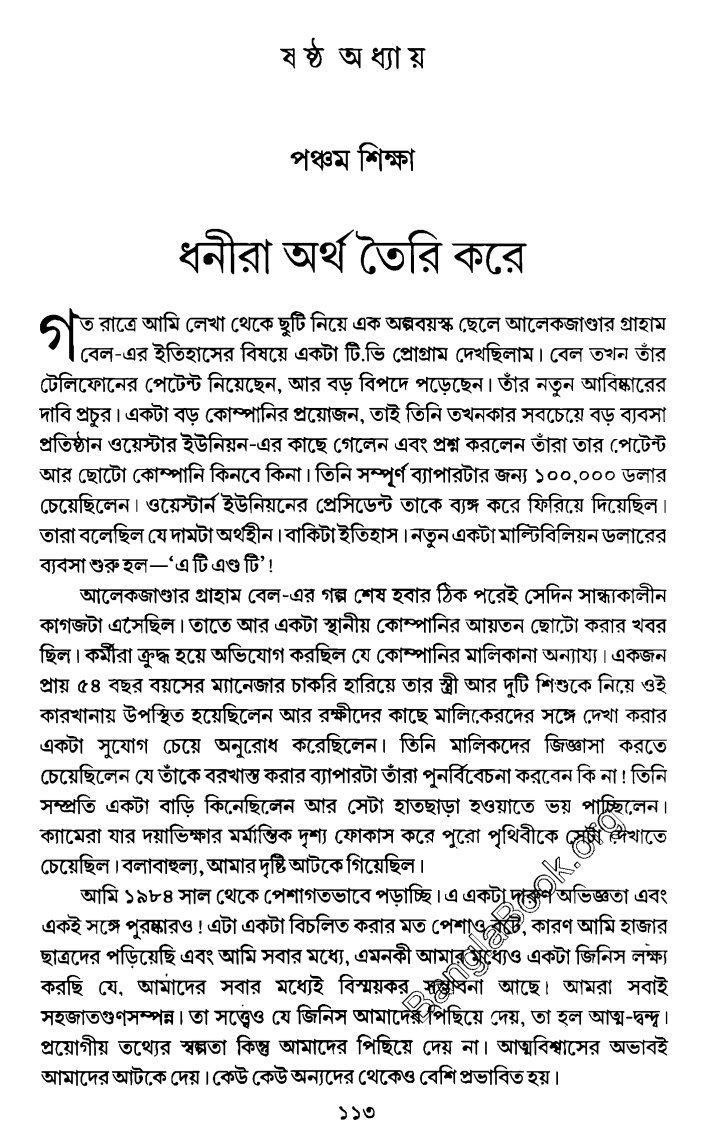 ষষ্ঠ অধ্যায়
পঞ্চম শিক্ষা
ধনীরা অর্থ তৈরি করে
গত রাত্রে আমি লেখা থেকে ছুটি নিয়ে এক অল্পবয়স্ক ছেলে আলেকজাণ্ডার গ্রাহাম
বেল-এর ইতিহাসের বিষয়ে একটা টি.ভি প্রোগ্রাম দেখছিলাম। বেল তখন তাঁর
টেলিফোনের পেটেন্ট নিয়েছেন, আর বড় বিপদে পড়েছেন। তাঁর নতুন আবিষ্কারের
দাবি প্রচুর। একটা বড় কোম্পানির প্রয়োজন, তাই তিনি তখনকার সবচেয়ে বড় ব্যবসা
প্রতিষ্ঠান ওয়েস্টার ইউনিয়ন-এর কাছে গেলেন এবং প্রশ্ন করলেন তাঁরা তার পেটেন্ট
আর ছোটো কোম্পানি কিনবে কিনা। তিনি সম্পূর্ণ ব্যাপারটার জন্য ১০০,০০০ ডলার
চেয়েছিলেন। ওয়েস্টার্ন ইউনিয়নের প্রেসিডেন্ট তাকে ব্যঙ্গ করে ফিরিয়ে দিয়েছিল।
তারা বলেছিল যে দামটা অর্থহীন। বাকিটা ইতিহাস। নতুন একটা মাল্টিবিলিয়ন ডলারের
ব্যবসা শুরু হল—‘এ টি এণ্ড টি’!
আলেকজাণ্ডার গ্রাহাম বেল-এর গল্প শেষ হবার ঠিক পরেই সেদিন সান্ধ্যকালীন
কাগজটা এসেছিল। তাতে আর একটা স্থানীয় কোম্পানির আয়তন ছোটো করার খবর
ছিল। কর্মীরা ক্রুদ্ধ হয়ে অভিযোগ করছিল যে কোম্পানির মালিকানা অন্যায্য। একজন
প্রায় ৫৪ বছর বয়সের ম্যানেজার চাকরি হারিয়ে তার স্ত্রী আর দুটি শিশুকে নিয়ে ওই
কারখানায় উপস্থিত হয়েছিলেন আর রক্ষীদের কাছে মালিকেরদের সঙ্গে দেখা করার
একটা সুযোগ চেয়ে অনুরোধ করেছিলেন। তিনি মালিকদের জিজ্ঞাসা করতে
চেয়েছিলেন যে তাঁকে বরখাস্ত করার ব্যাপারটা তাঁরা পুনর্বিবেচনা করবেন কি না! তিনি
সম্প্রতি একটা বাড়ি কিনেছিলেন আর সেটা হাতছাড়া হওয়াতে ভয় পাচ্ছিলেন।
ক্যামেরা যার দয়াভিক্ষার মর্মান্তিক দৃশ্য ফোকাস করে পুরো পৃথিবীকে সেটা দেখাতে
চেয়েছিল। বলাবাহুল্য, আমার দৃষ্টি আটকে গিয়েছিল।
আমি ১৯৮৪ সাল থেকে পেশাগতভাবে পড়াচ্ছি। এ একটা দারুণ অভিজ্ঞতা এবং
একই সঙ্গে পুরষ্কারও! এটা একটা বিচলিত করার মত পেশাও বটে, কারণ আমি হাজার
ছাত্রদের পড়িয়েছি এবং আমি সবার মধ্যে, এমনকী আমার মধ্যেও একটা জিনিস লক্ষ্য
করছি যে, আমাদের সবার মধ্যেই বিস্ময়কর সম্ভাবনা আছে। আমরা সবাই
সহজাতগুণসম্পন্ন। তা সত্ত্বেও যে জিনিস আমাদের পিছিয়ে দেয়, তা হল আত্ম-দ্বন্দ্ব।
প্রয়োগীয় তথ্যের স্বল্পতা কিন্তু আমাদের পিছিয়ে দেয় না। আত্মবিশ্বাসের অভাবই
আমাদের আটকে দেয়। কেউ কেউ অন্যদের থেকেও বেশি প্রভাবিত হয়।
১১৩
BanglaBook.org